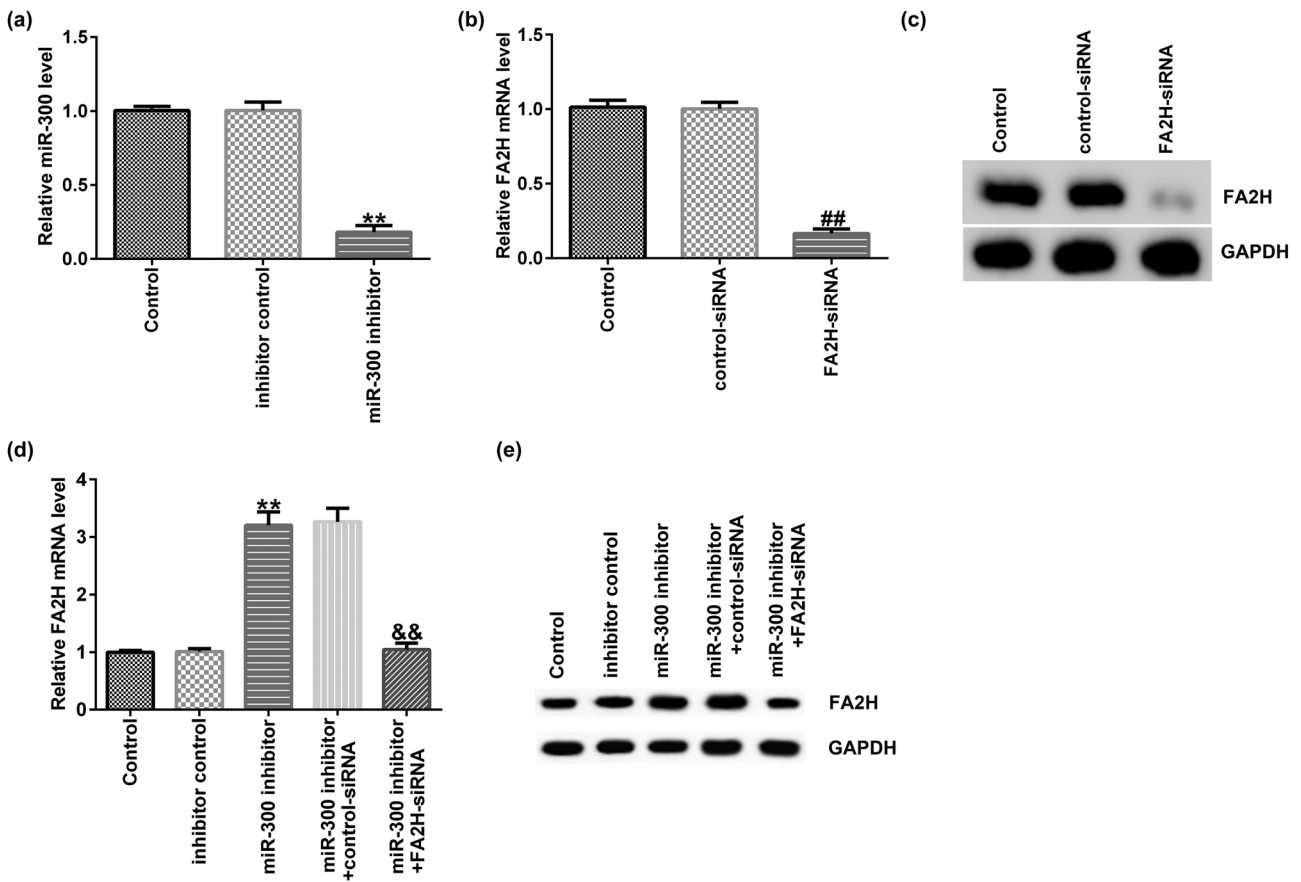 (a)
Relative miR-300 level
1.5
1.0
0.5
0.0
**
Control
inhibitor control
miR-300 inhibitor
(b)
Relative FA2H mRNA level
1.5
1.0
0.5
0.0
##
Control
control-siRNA
FA2H-siRNA
(c)
Control
control-siRNA
FA2H-siRNA
FA2H
GAPDH
(d)
Relative FA2H mRNA level
4
3
2
1
0
**
&&
Control
inhibitor control
miR-300 inhibitor
miR-300 inhibitor
+control-siRNA
miR-300 inhibitor
+FA2H-siRNA
(e)
Control
inhibitor control
miR-300 inhibitor
miR-300 inhibitor
+control-siRNA
miR-300 inhibitor
+FA2H-siRNA
FA2H
GAPDH